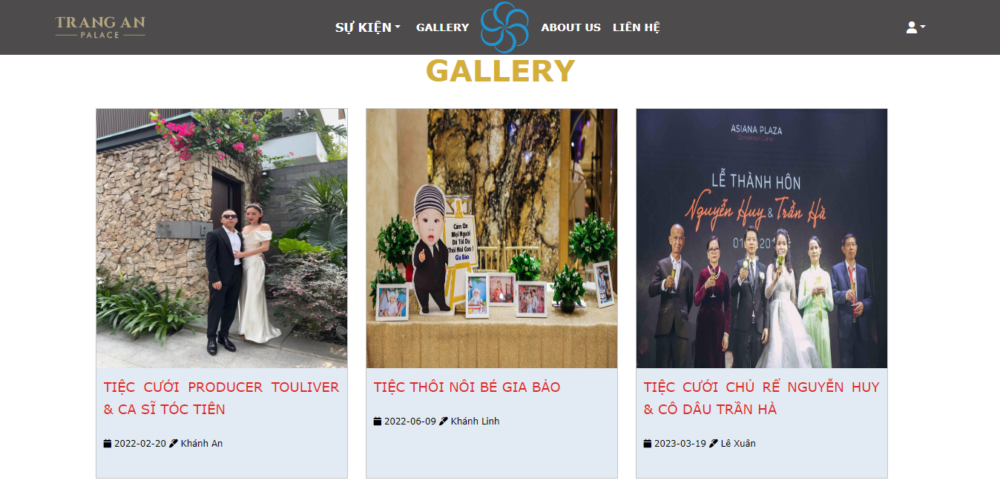 TRANG AN
PALACE
SỰ KIỆN
GALLERY
ABOUT US
LIÊN HỆ
GALLERY
Cám Ơn
Mọi Người
Đã Tới Dự
Thôi Nôi Con !
Gia Bảo
ASIANA PLAZA
Convention Center
LỄ THÀNH HÔN
Nguyễn Huy & Trần Hà
TIỆC CƯỚI PRODUCER TOULIVER
& CA SĨ TÓC TIÊN
2022-02-20 Khánh An
TIỆC THÔI NÔI BÉ GIA BẢO
2022-06-09 Khánh Linh
TIỆC CƯỚI CHỦ RỂ NGUYỄN HUY
& CÔ DÂU TRẦN HÀ
2023-03-19 Lê Xuân